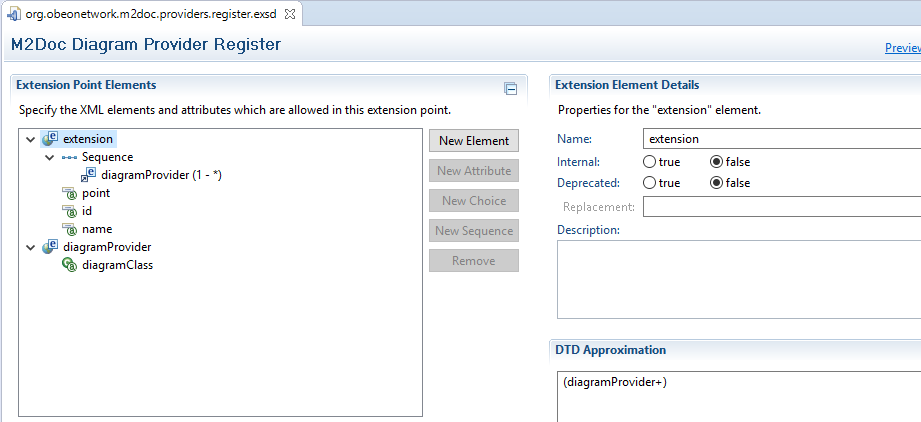 org.obeonetwork.m2doc.providers.register.exsd
M2Doc Diagram Provider Register
Preview
Extension Point Elements
Specify the XML elements and attributes which are allowed in this extension point.
extension
Sequence
diagramProvider (1 - *)
point
id
name
diagramProvider
diagramClass
New Element
New Attribute
New Choice
New Sequence
Remove
Extension Element Details
Properties for the "extension" element.
Name: extension
Internal: true false
Deprecated: true false
Replacement:
Description:
DTD Approximation
(diagramProvider+)